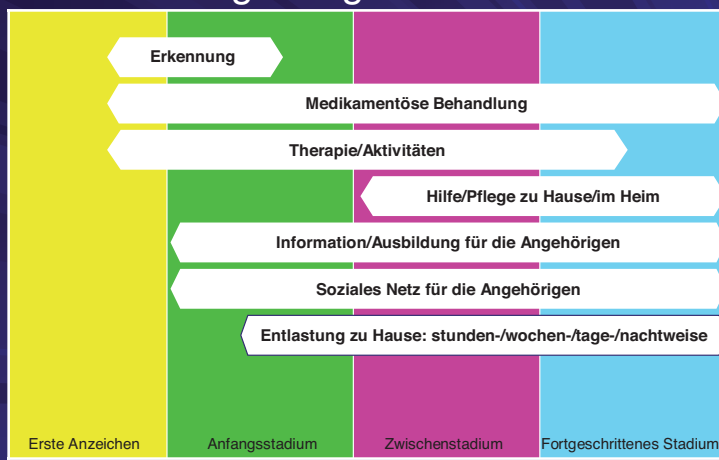 Erkennung
Medikamentöse Behandlung
Therapie/Aktivitäten
Hilfe/Pflege zu Hause/im Heim
Information/Ausbildung für die Angehörigen
Soziales Netz für die Angehörigen
Entlastung zu Hause: stunden-/wochen-/tage-/nachtweise
Erste Anzeichen
Anfangsstadium
Zwischenstadium
Fortgeschrittenes Stadium